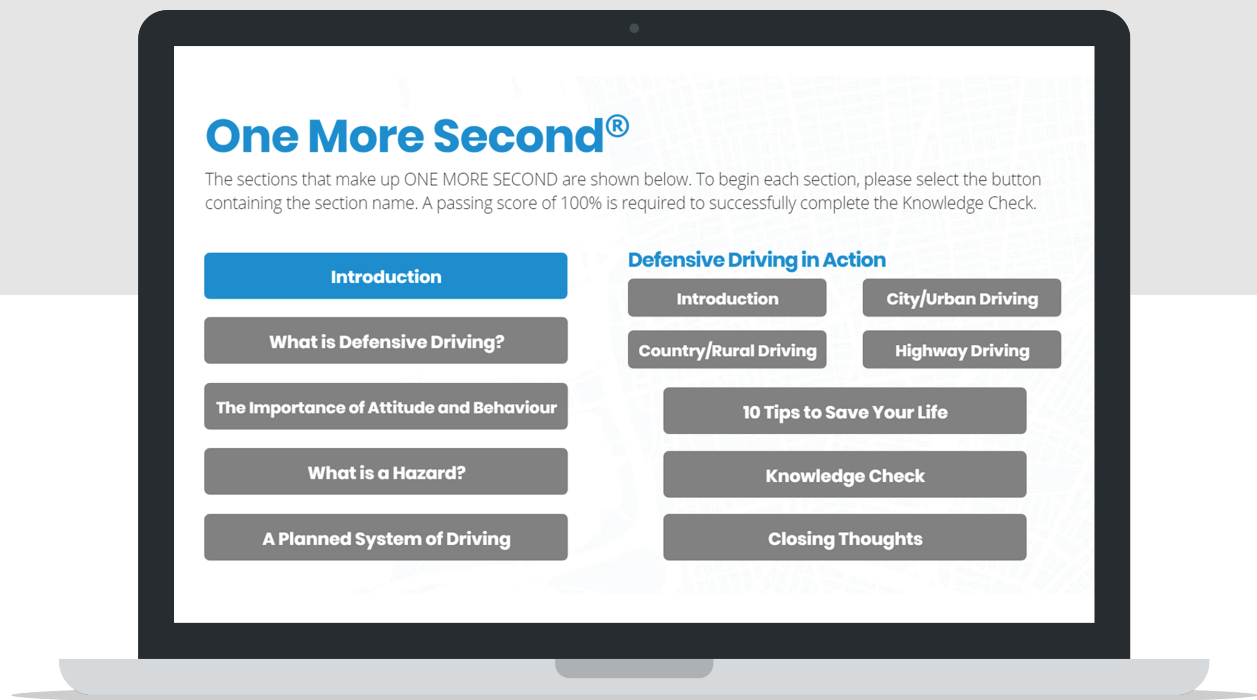 One More Second®
The sections that make up ONE MORE SECOND are shown below. To begin each section, please select the button
containing the section name. A passing score of 100% is required to successfully complete the Knowledge Check.
Introduction
What is Defensive Driving?
The Importance of Attitude and Behaviour
What is a Hazard?
A Planned System of Driving
Defensive Driving in Action
Introduction
City/Urban Driving
Country/Rural Driving
Highway Driving
10 Tips to Save Your Life
Knowledge Check
Closing Thoughts